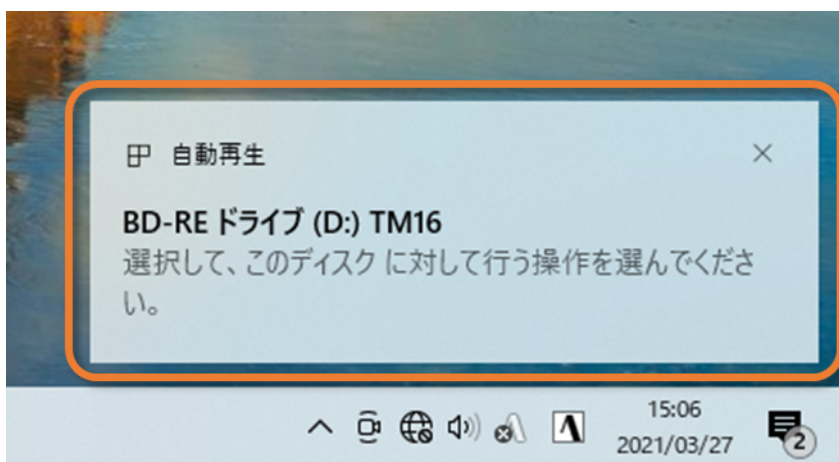 自動再生
BD-RE ドライブ (D:) TM16
選択して、このディスク に対して行う操作を選んでくださ
い。
15:06
2021/03/27
2